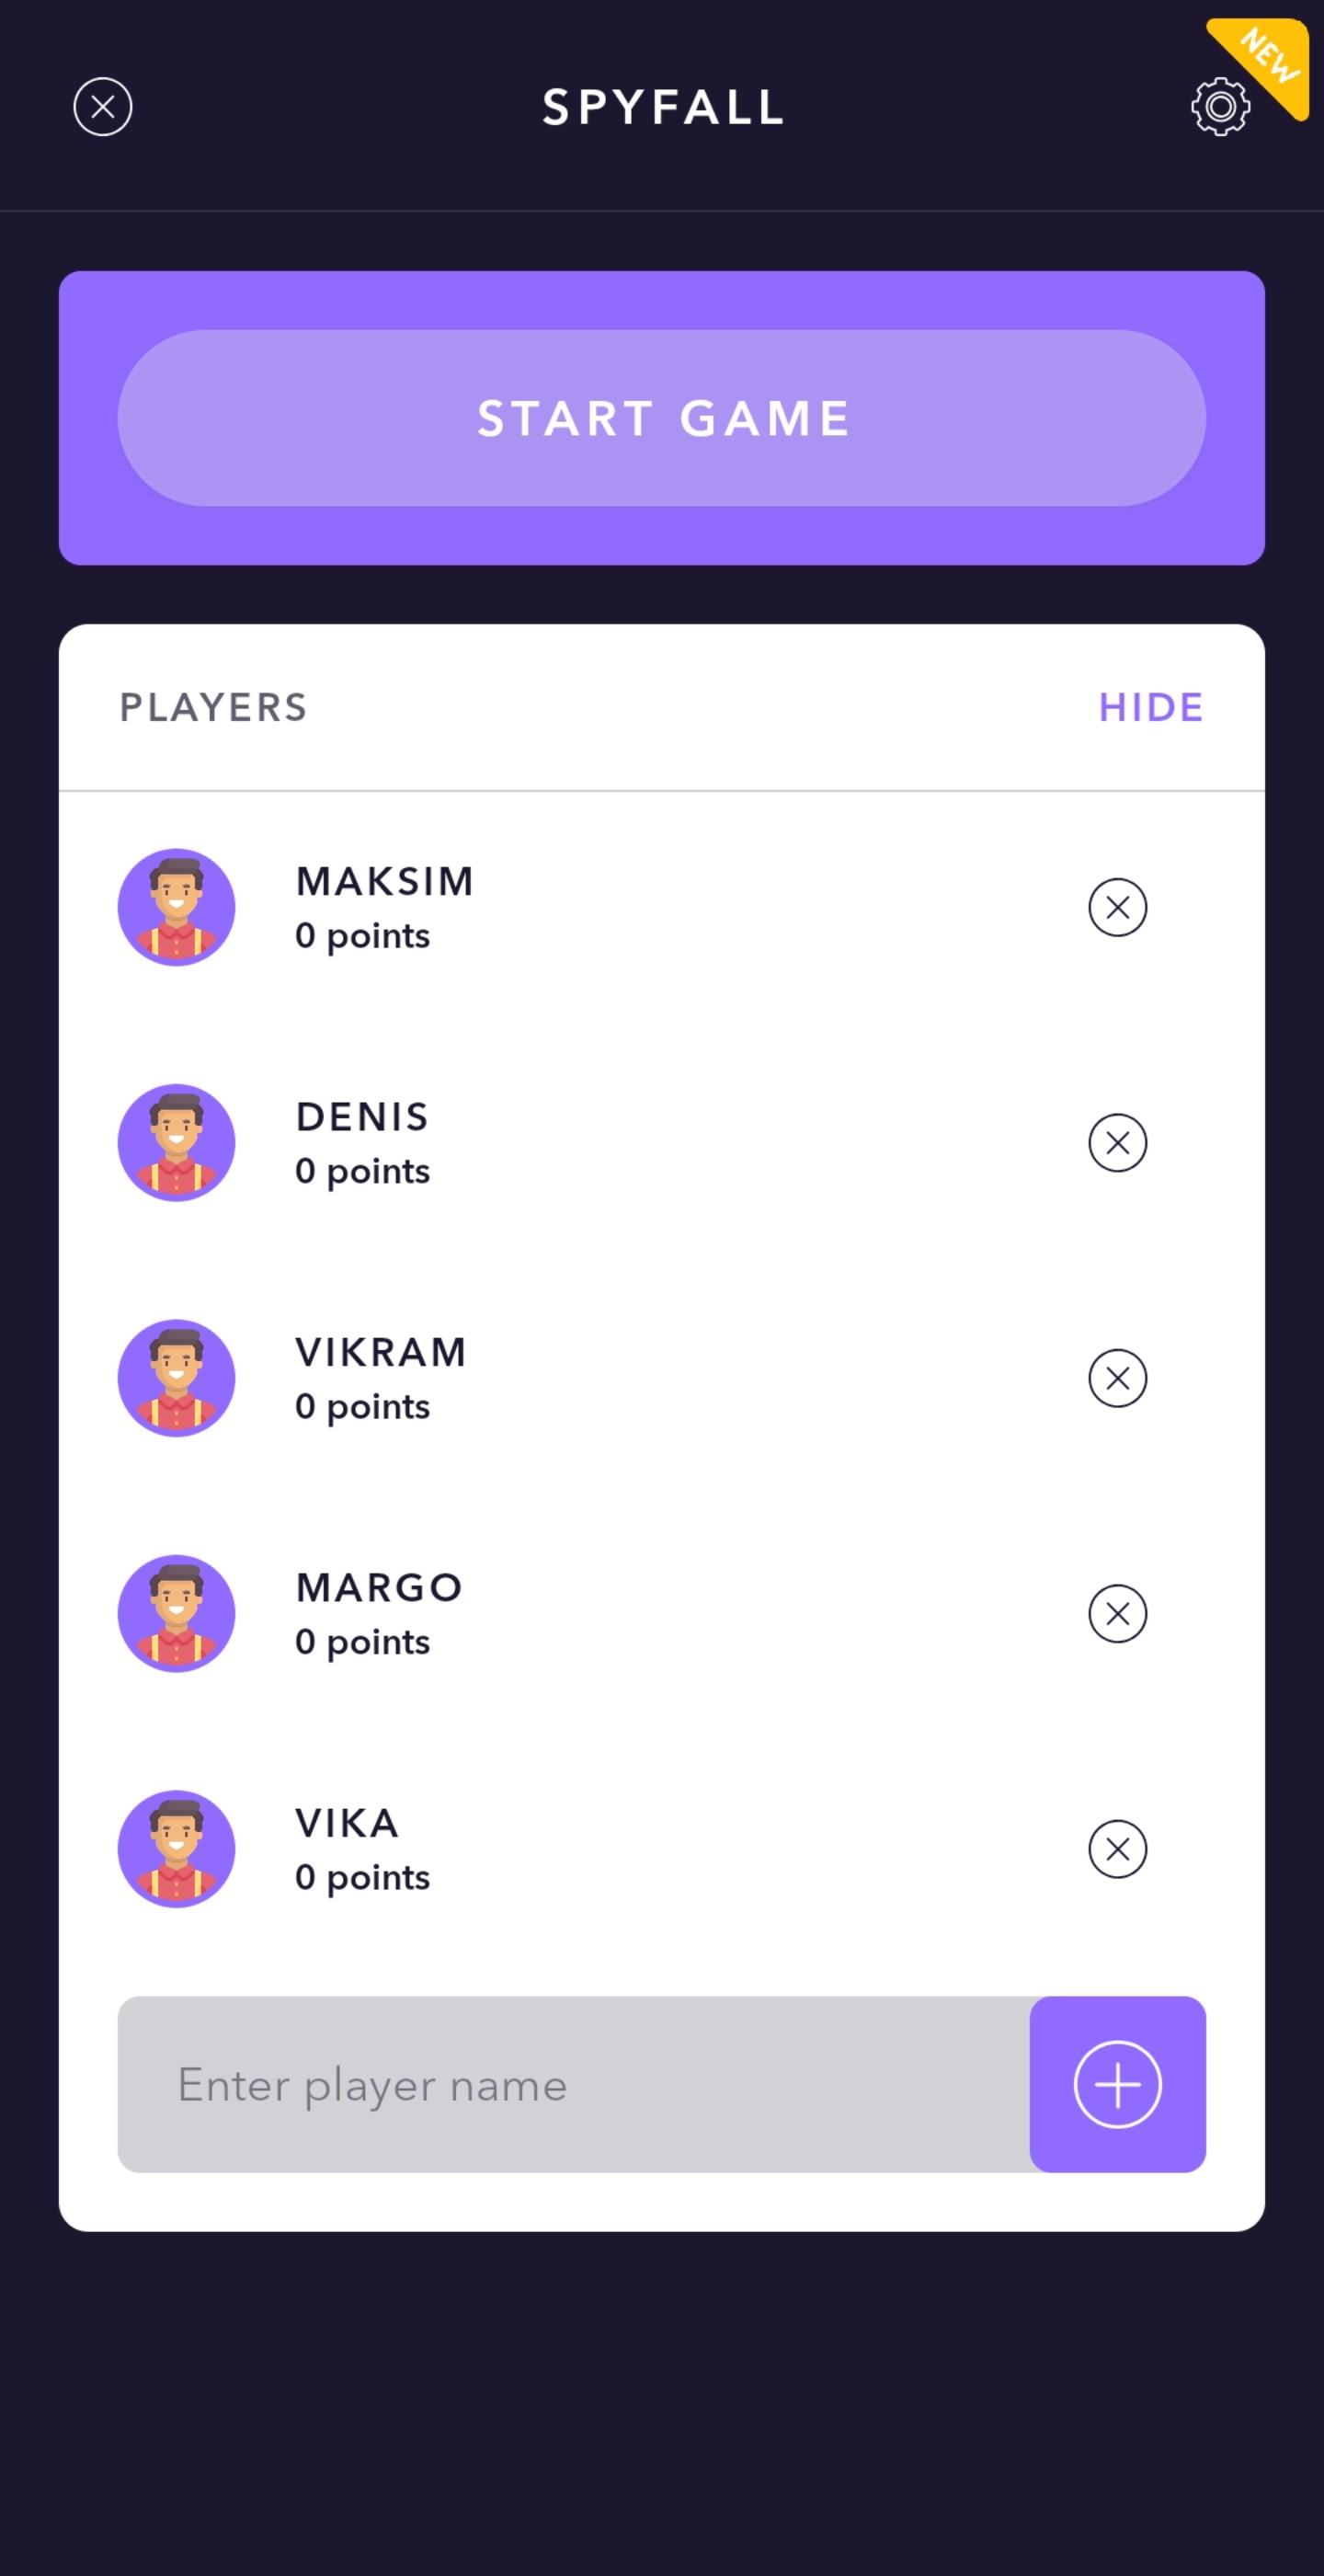 NEW
SPYFALL
START GAME
PLAYERS
HIDE
MAKSIM
0 points
DENIS
0 points
VIKRAM
0 points
MARGO
0 points
VIKA
0 points
Enter player name